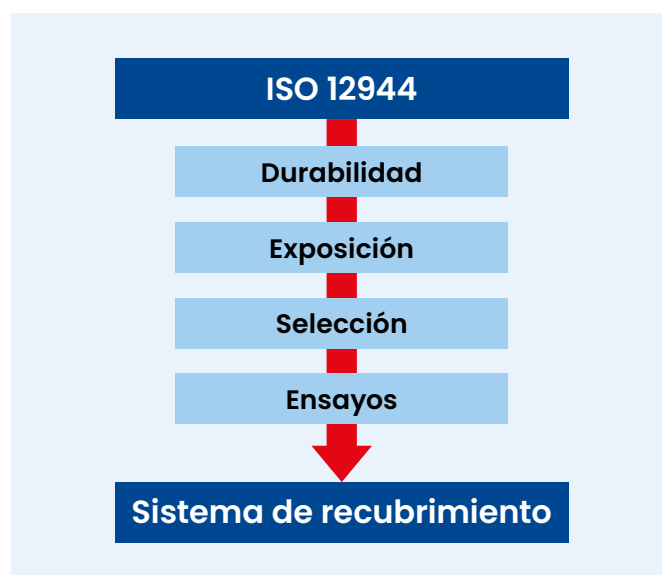 ISO 12944
Durabilidad
Exposición
Selección
Ensayos
Sistema de recubrimiento